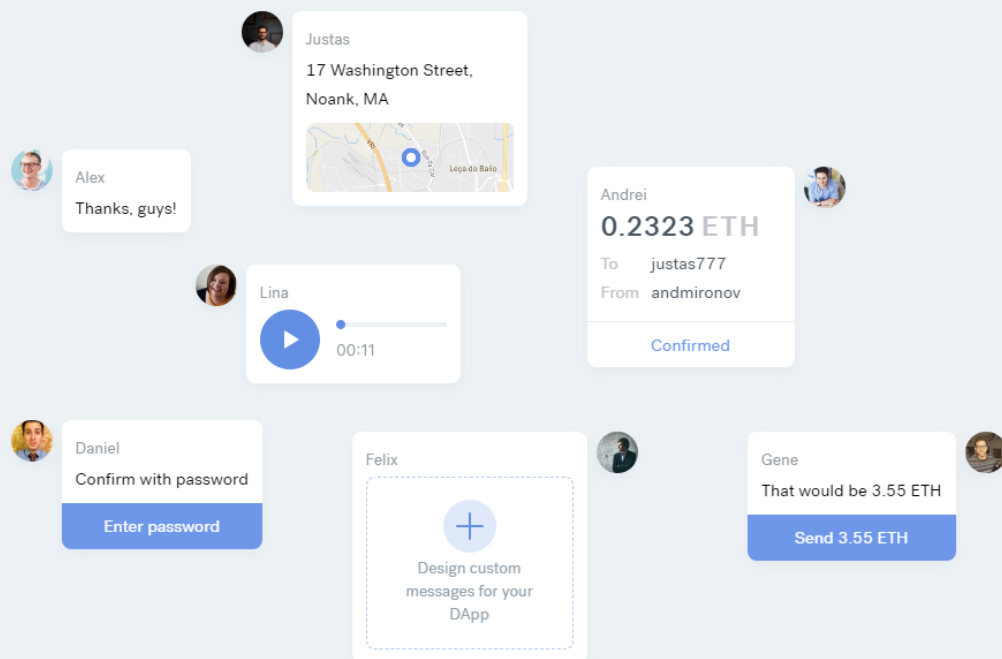 Justas
17 Washington Street,
Noank, MA
Leça do Balio
Alex
Thanks, guys!
Andrei
0.2323 ETH
To justas777
From andmironov
Confirmed
Lina
00:11
Daniel
Confirm with password
Enter password
Felix
Design custom
messages for your
DApp
Gene
That would be 3.55 ETH
Send 3.55 ETH